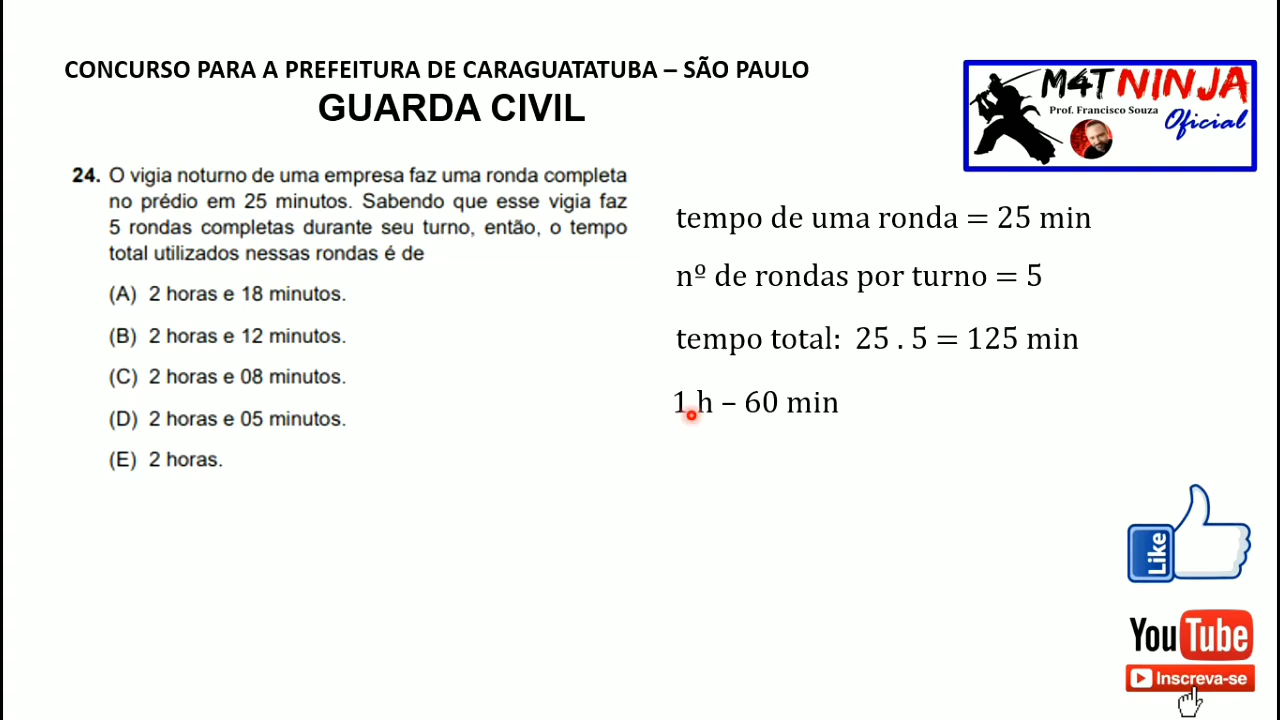 CONCURSO PARA A PREFEITURA DE CARAGUATATUBA – SÃO PAULO
GUARDA CIVIL
M4TNINJA
Prof. Francisco Souza
Oficial
24. O vigia noturno de uma empresa faz uma ronda completa
no prédio em 25 minutos. Sabendo que esse vigia faz
5 rondas completas durante seu turno, então, o tempo
total utilizados nessas rondas é de
(A) 2 horas e 18 minutos.
(B) 2 horas e 12 minutos.
(C) 2 horas e 08 minutos.
(D) 2 horas e 05 minutos.
(E) 2 horas.
tempo de uma ronda = 25 min
nº de rondas por turno = 5
tempo total: 25 . 5 = 125 min
1 h – 60 min
Like
YouTube
Inscreva-se